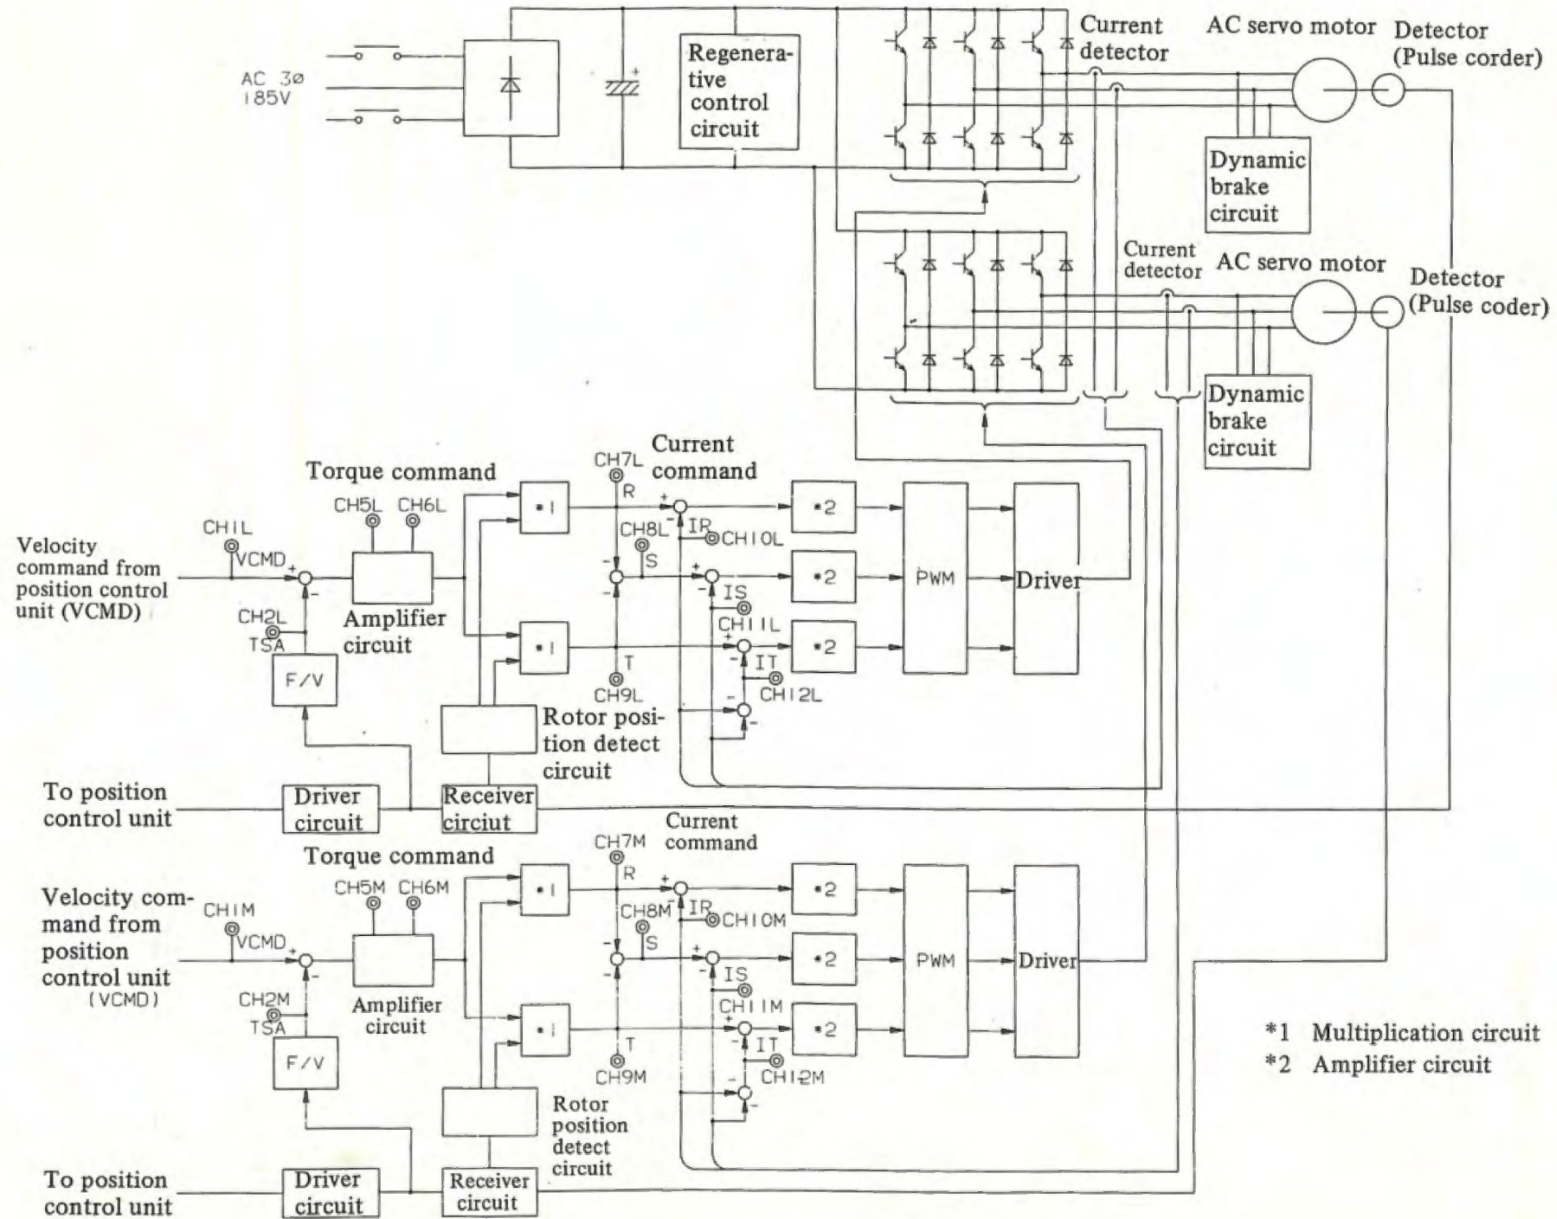 AC 3Ø
185V
Regenera-
tive
control
circuit
Current
detector
AC servo motor
Detector
(Pulse corder)
Dynamic
brake
circuit
Current
detector
AC servo motor
Detector
(Pulse coder)
Dynamic
brake
circuit
Torque command
CH5L
CH6L
CH7L
R
Current
command
CH1L
VCMD
Velocity
command from
position control
unit (VCMD)
+
-
CH2L
TSA
F/V
Amplifier
circuit
*1
*1
CH8L
S
-
-
T
CH9L
+
-
IR
CH10L
+
-
IS
CH11L
+
-
IT
CH12L
-
-
*2
*2
*2
PWM
Driver
Rotor posi-
tion detect
circuit
To position
control unit
Driver
circuit
Receiver
circiut
Torque command
CH5M
CH6M
CH7M
R
Current
command
Velocity com-
mand from
position
control unit
(VCMD)
CH1M
VCMD
+
-
CH2M
TSA
F/V
Amplifier
circuit
*1
*1
CH8M
S
-
-
T
CH9M
+
-
IR
CH10M
+
-
IS
CH11M
+
-
IT
CH12M
-
-
*2
*2
*2
PWM
Driver
Rotor
position
detect
circuit
To position
control unit
Driver
circuit
Receiver
circuit
*1 Multiplication circuit
*2 Amplifier circuit